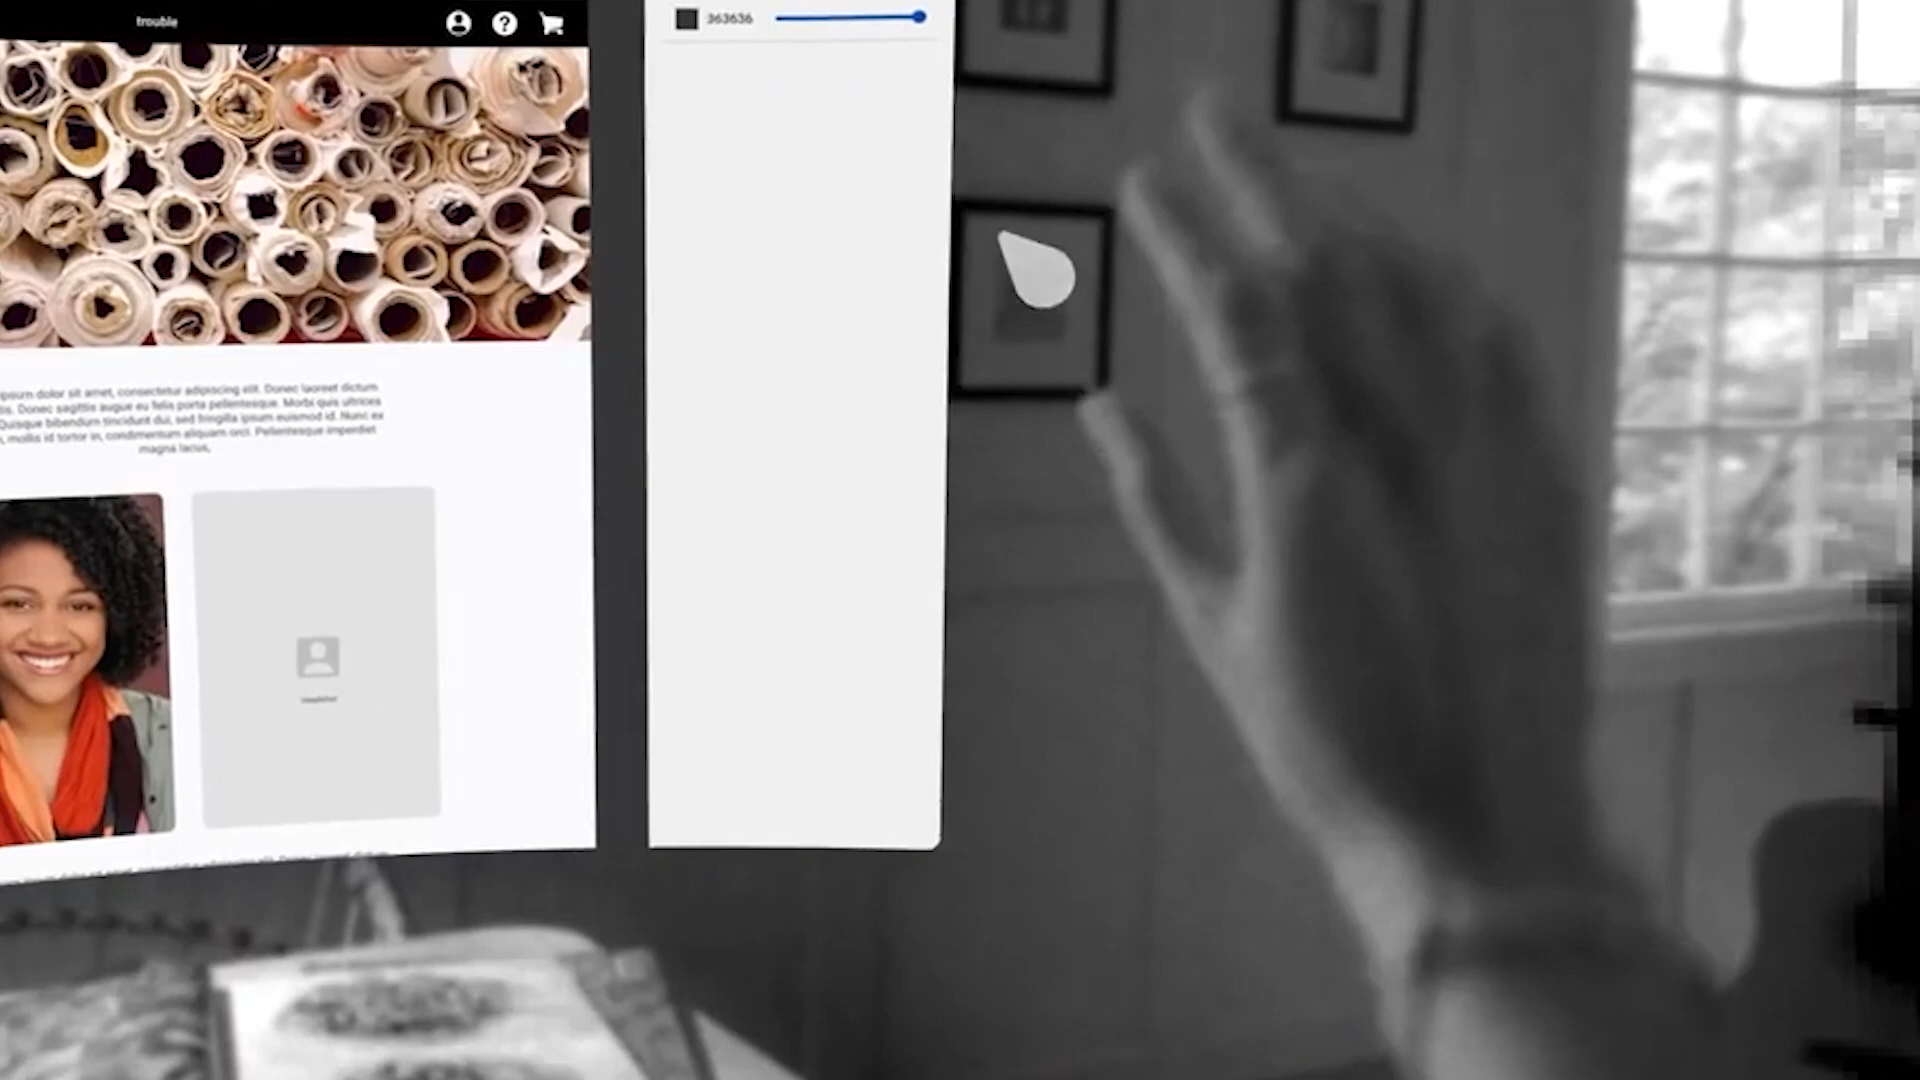 trouble
363636
ipsum dolor sit amet, consectetur adipiscing elit. Donec laoreet dictum
tis. Donec sagittis augue eu felis porta pellentesque. Morbi quis ultrices
Quisque bibendum tincidunt dui, sed fringilla ipsum euismod id. Nunc ex
, mollis id tortor in, condimentum aliquam orci. Pellentesque imperdiet
magna lacus,